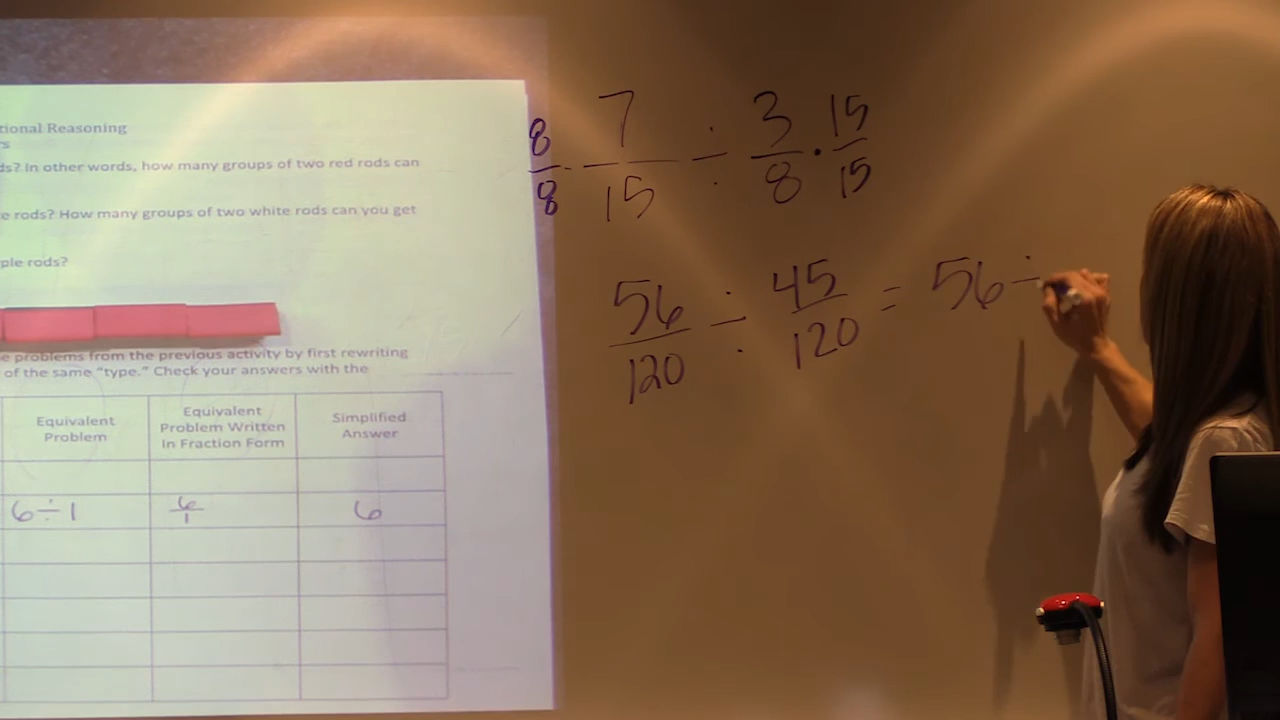 tional Reasoning
ds? In other words, how many groups of two red rods can
e rods? How many groups of two white rods can you get
ple rods?
e problems from the previous activity by first rewriting
of the same “type.” Check your answers with the
Equivalent Problem
Equivalent Problem Written In Fraction Form
Simplified Answer
6÷1
6/1
6
8/8 · 7/15 ÷ 3/8 · 15/15
56/120 ÷ 45/120 = 56 ÷